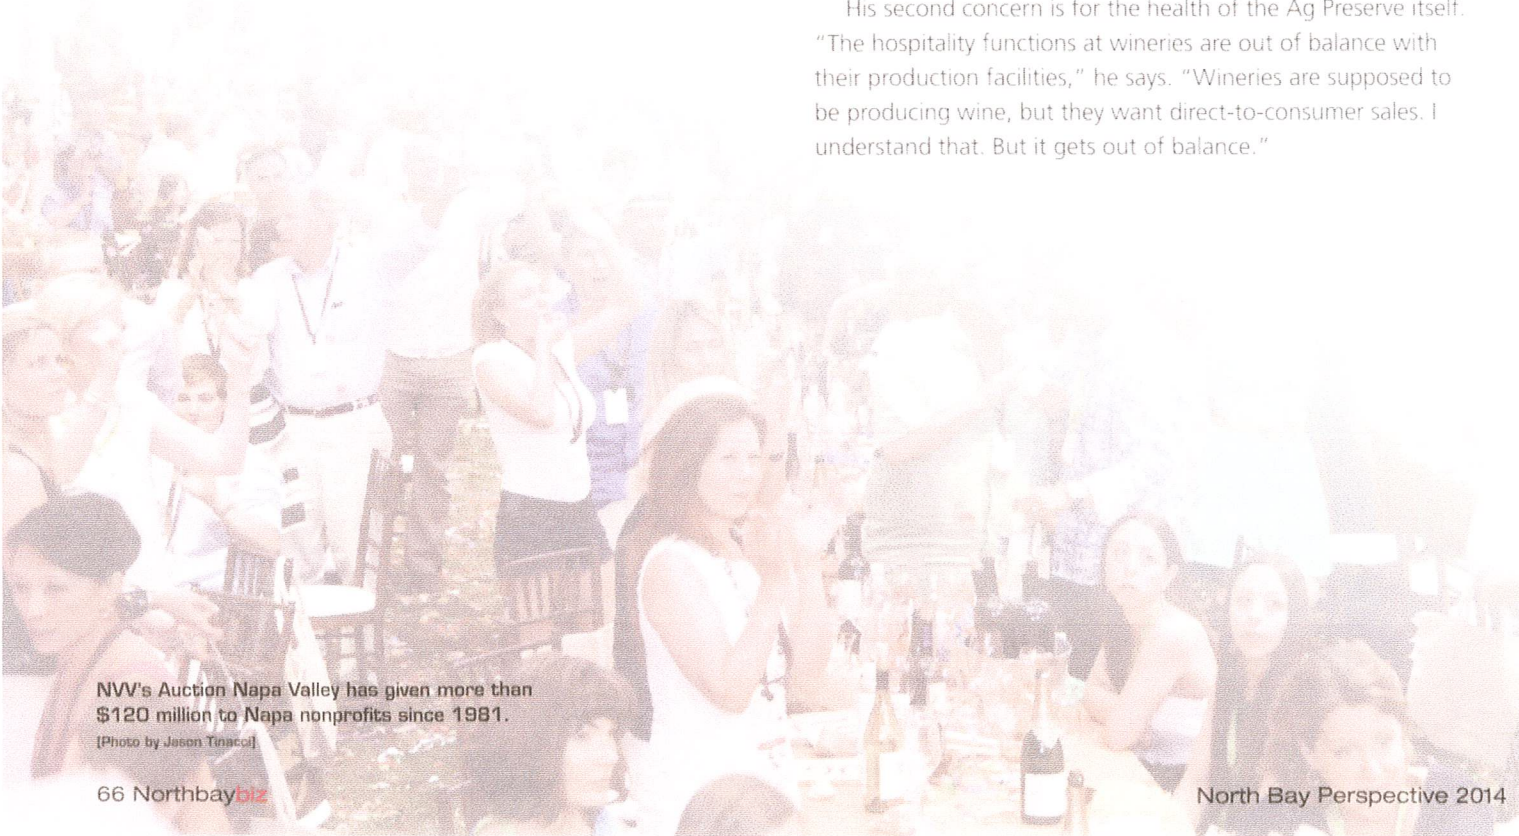 His second concern is for the health of the Ag Preserve itself.
“The hospitality functions at wineries are out of balance with
their production facilities,” he says. “Wineries are supposed to
be producing wine, but they want direct-to-consumer sales. I
understand that. But it gets out of balance.”
NVV's Auction Napa Valley has given more than
$120 million to Napa nonprofits since 1981.
[Photo by Jason Tinacci]
66 Northbaybiz
North Bay Perspective 2014